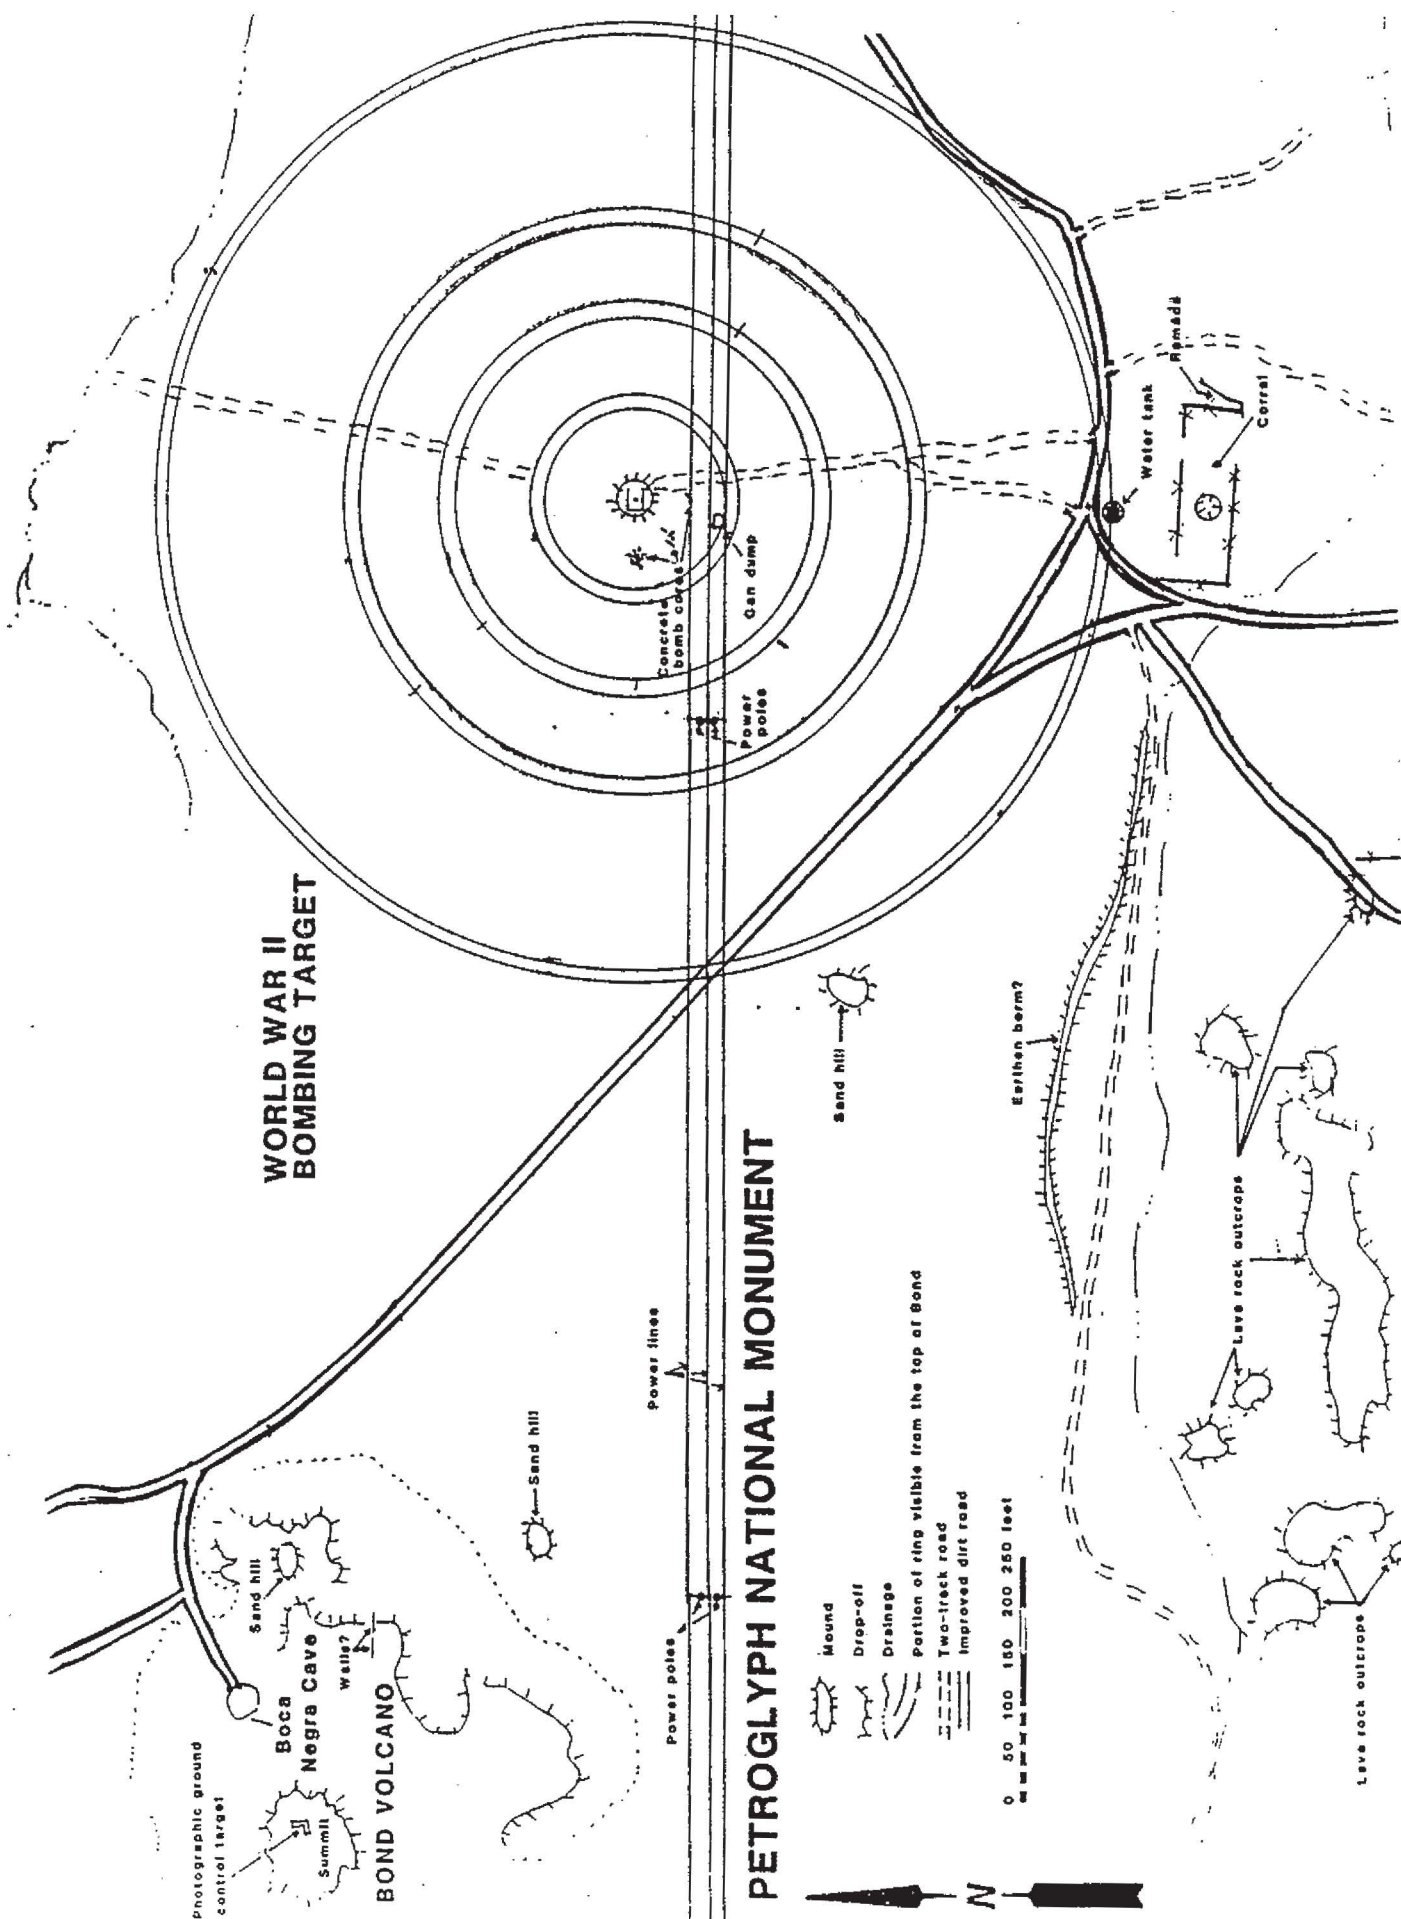 WORLD WAR II
BOMBING TARGET
Photographic ground
control target
Summit
BOND VOLCANO
Boca
Negra Cave
Walls?
Sand hill
Sand hill
Power poles
Power lines
Concrete
bomb cores
Can dump
Power
poles
Sand hill
Water tank
Ramada
Corral
Earthen berm?
PETROGLYPH NATIONAL MONUMENT
Mound
Drop-off
Drainage
Portion of ring visible from the top of Bond
Two-track road
Improved dirt road
0 50 100 150 200 250 feet
N
Lava rock outcrops
Lava rock outcrops